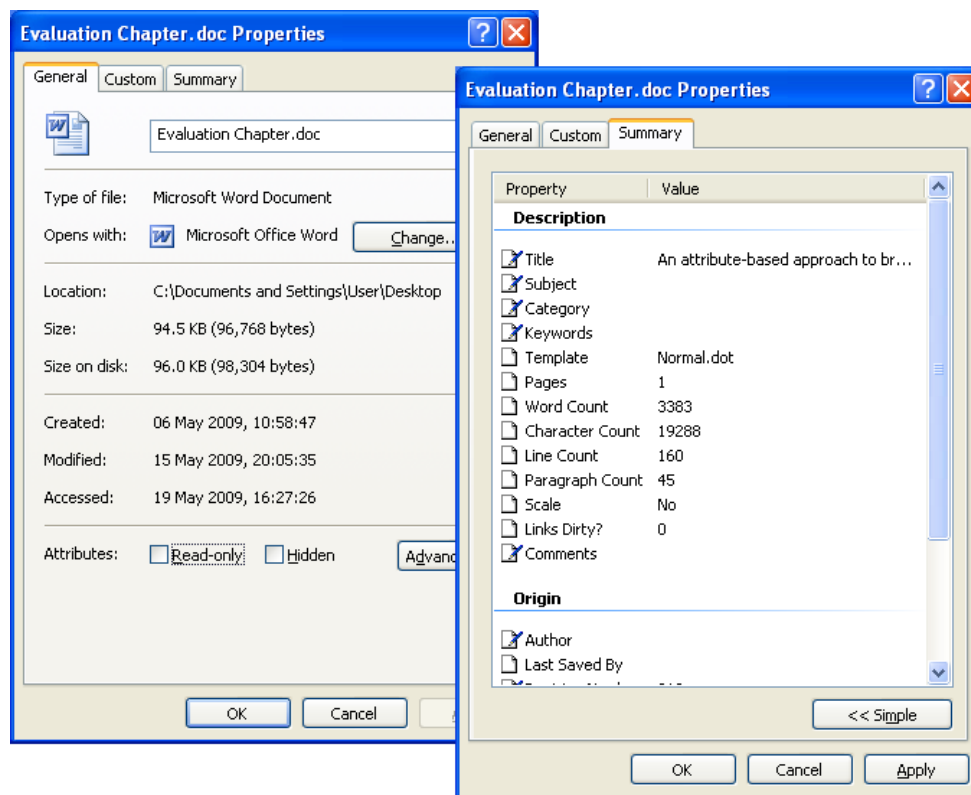 Evaluation Chapter.doc Properties
General Custom Summary
Evaluation Chapter.doc
Type of file: Microsoft Word Document
Opens with: Microsoft Office Word Change..
Location: C:\Documents and Settings\User\Desktop
Size: 94.5 KB (96,768 bytes)
Size on disk: 96.0 KB (98,304 bytes)
Created: 06 May 2009, 10:58:47
Modified: 15 May 2009, 20:05:35
Accessed: 19 May 2009, 16:27:26
Attributes: Read-only Hidden Advanc
OK Cancel
Evaluation Chapter.doc Properties
General Custom Summary
Property Value
Description
Title An attribute-based approach to br...
Subject
Category
Keywords
Template Normal.dot
Pages 1
Word Count 3383
Character Count 19288
Line Count 160
Paragraph Count 45
Scale No
Links Dirty? 0
Comments
Origin
Author
Last Saved By
<< Simple
OK Cancel Apply